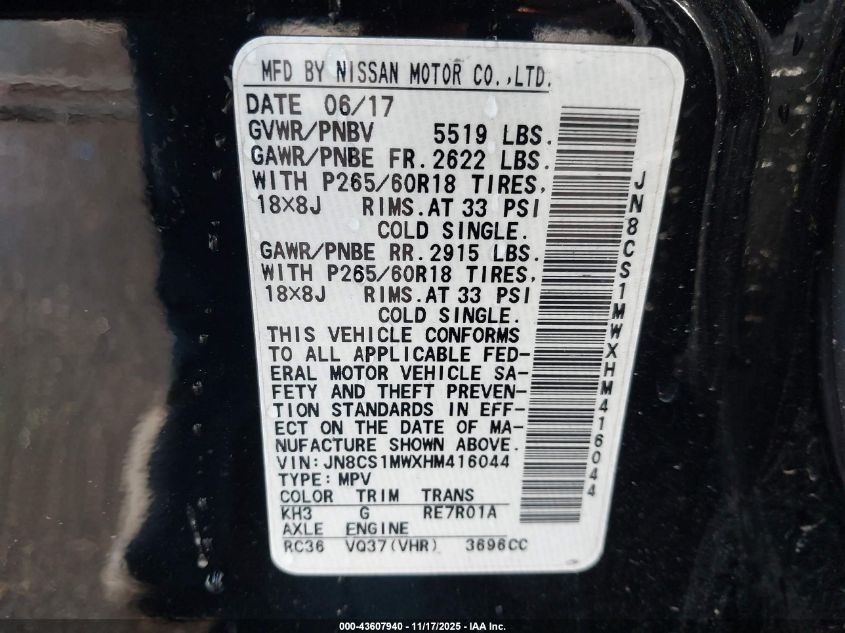 MFD BY NISSAN MOTOR CO.,LTD.
DATE 06/17
GVWR/PNBV 5519 LBS.
GAWR/PNBE FR. 2622 LBS.
WITH P265/60R18 TIRES,
18X8J RIMS. AT 33 PSI
COLD SINGLE.
GAWR/PNBE RR. 2915 LBS.
WITH P265/60R18 TIRES,
18X8J RIMS. AT 33 PSI
COLD SINGLE.
THIS VEHICLE CONFORMS
TO ALL APPLICABLE FED-
ERAL MOTOR VEHICLE SA-
FETY AND THEFT PREVEN-
TION STANDARDS IN EFF-
ECT ON THE DATE OF MA-
NUFACTURE SHOWN ABOVE.
VIN: JN8CS1MWXHM416044
TYPE: MPV
COLOR TRIM TRANS
KH3 G RE7R01A
AXLE ENGINE
RC36 VQ37(VHR) 3696CC
JN8CS1MWXHM416044
000-43607940 - 11/17/2025 - IAA Inc.